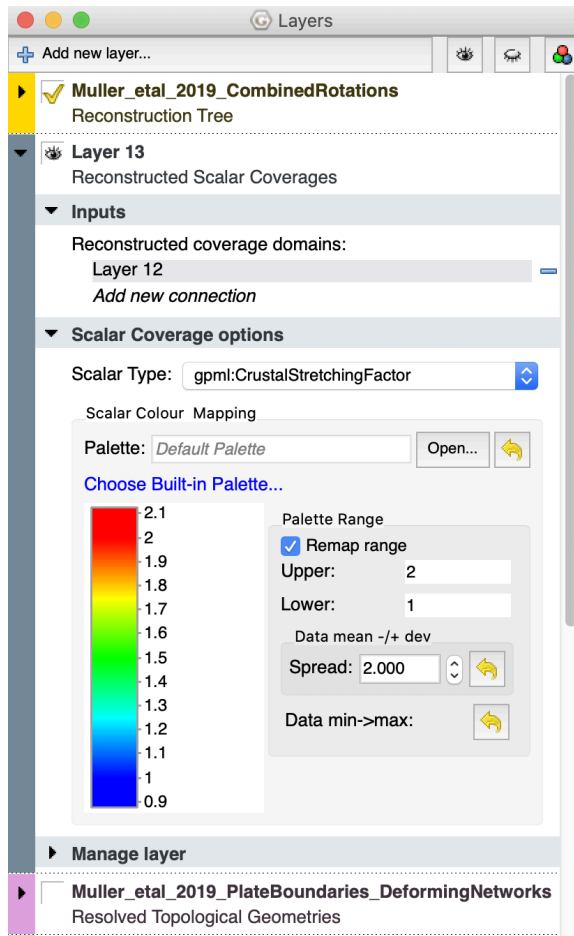 Layers
Add new layer...
Muller_etal_2019_CombinedRotations
Reconstruction Tree
Layer 13
Reconstructed Scalar Coverages
Inputs
Reconstructed coverage domains:
Layer 12
Add new connection
Scalar Coverage options
Scalar Type: gpml:CrustalStretchingFactor
Scalar Colour Mapping
Palette: Default Palette Open...
Choose Built-in Palette...
2.1
2
1.9
1.8
1.7
1.6
1.5
1.4
1.3
1.2
1.1
1
0.9
Palette Range
Remap range
Upper: 2
Lower: 1
Data mean -/+ dev
Spread: 2.000
Data min->max:
Manage layer
Muller_etal_2019_PlateBoundaries_DeformingNetworks
Resolved Topological Geometries